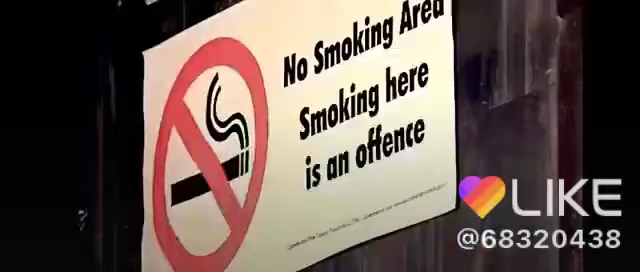 No Smoking Area
Smoking here
is an offence
LIKE
@68320438